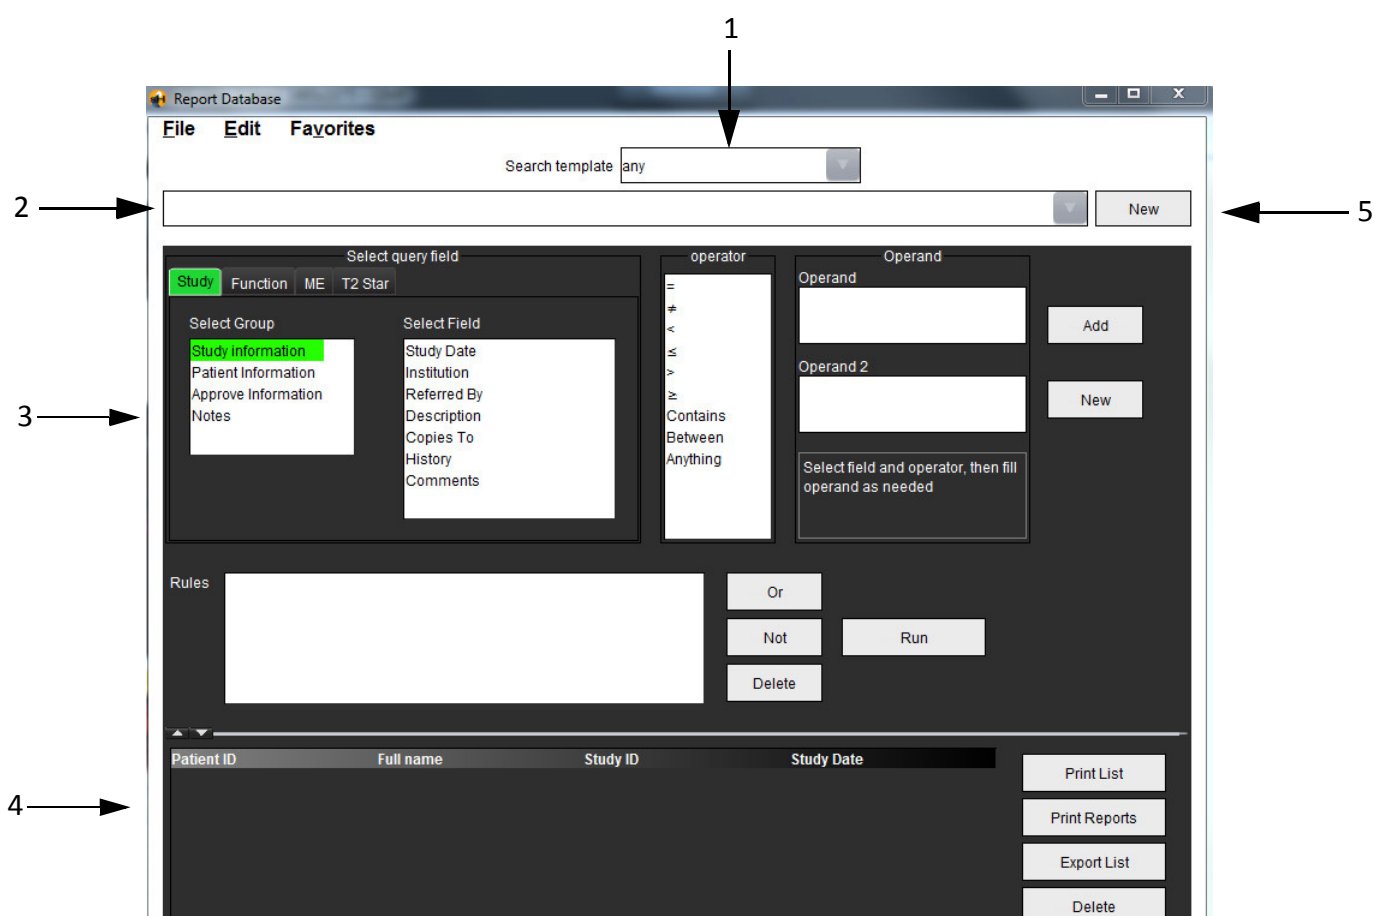 1
Report Database
File Edit Favorites
Search template any
2
New
5
Select query field
operator
Operand
Study Function ME T2 Star
Select Group
Study information
Patient Information
Approve Information
Notes
Select Field
Study Date
Institution
Referred By
Description
Copies To
History
Comments
=
≠
<
≤
>
≥
Contains
Between
Anything
Operand
Operand 2
Select field and operator, then fill
operand as needed
Add
New
3
Rules
Or
Not
Delete
Run
Patient ID Full name Study ID Study Date
4
Print List
Print Reports
Export List
Delete